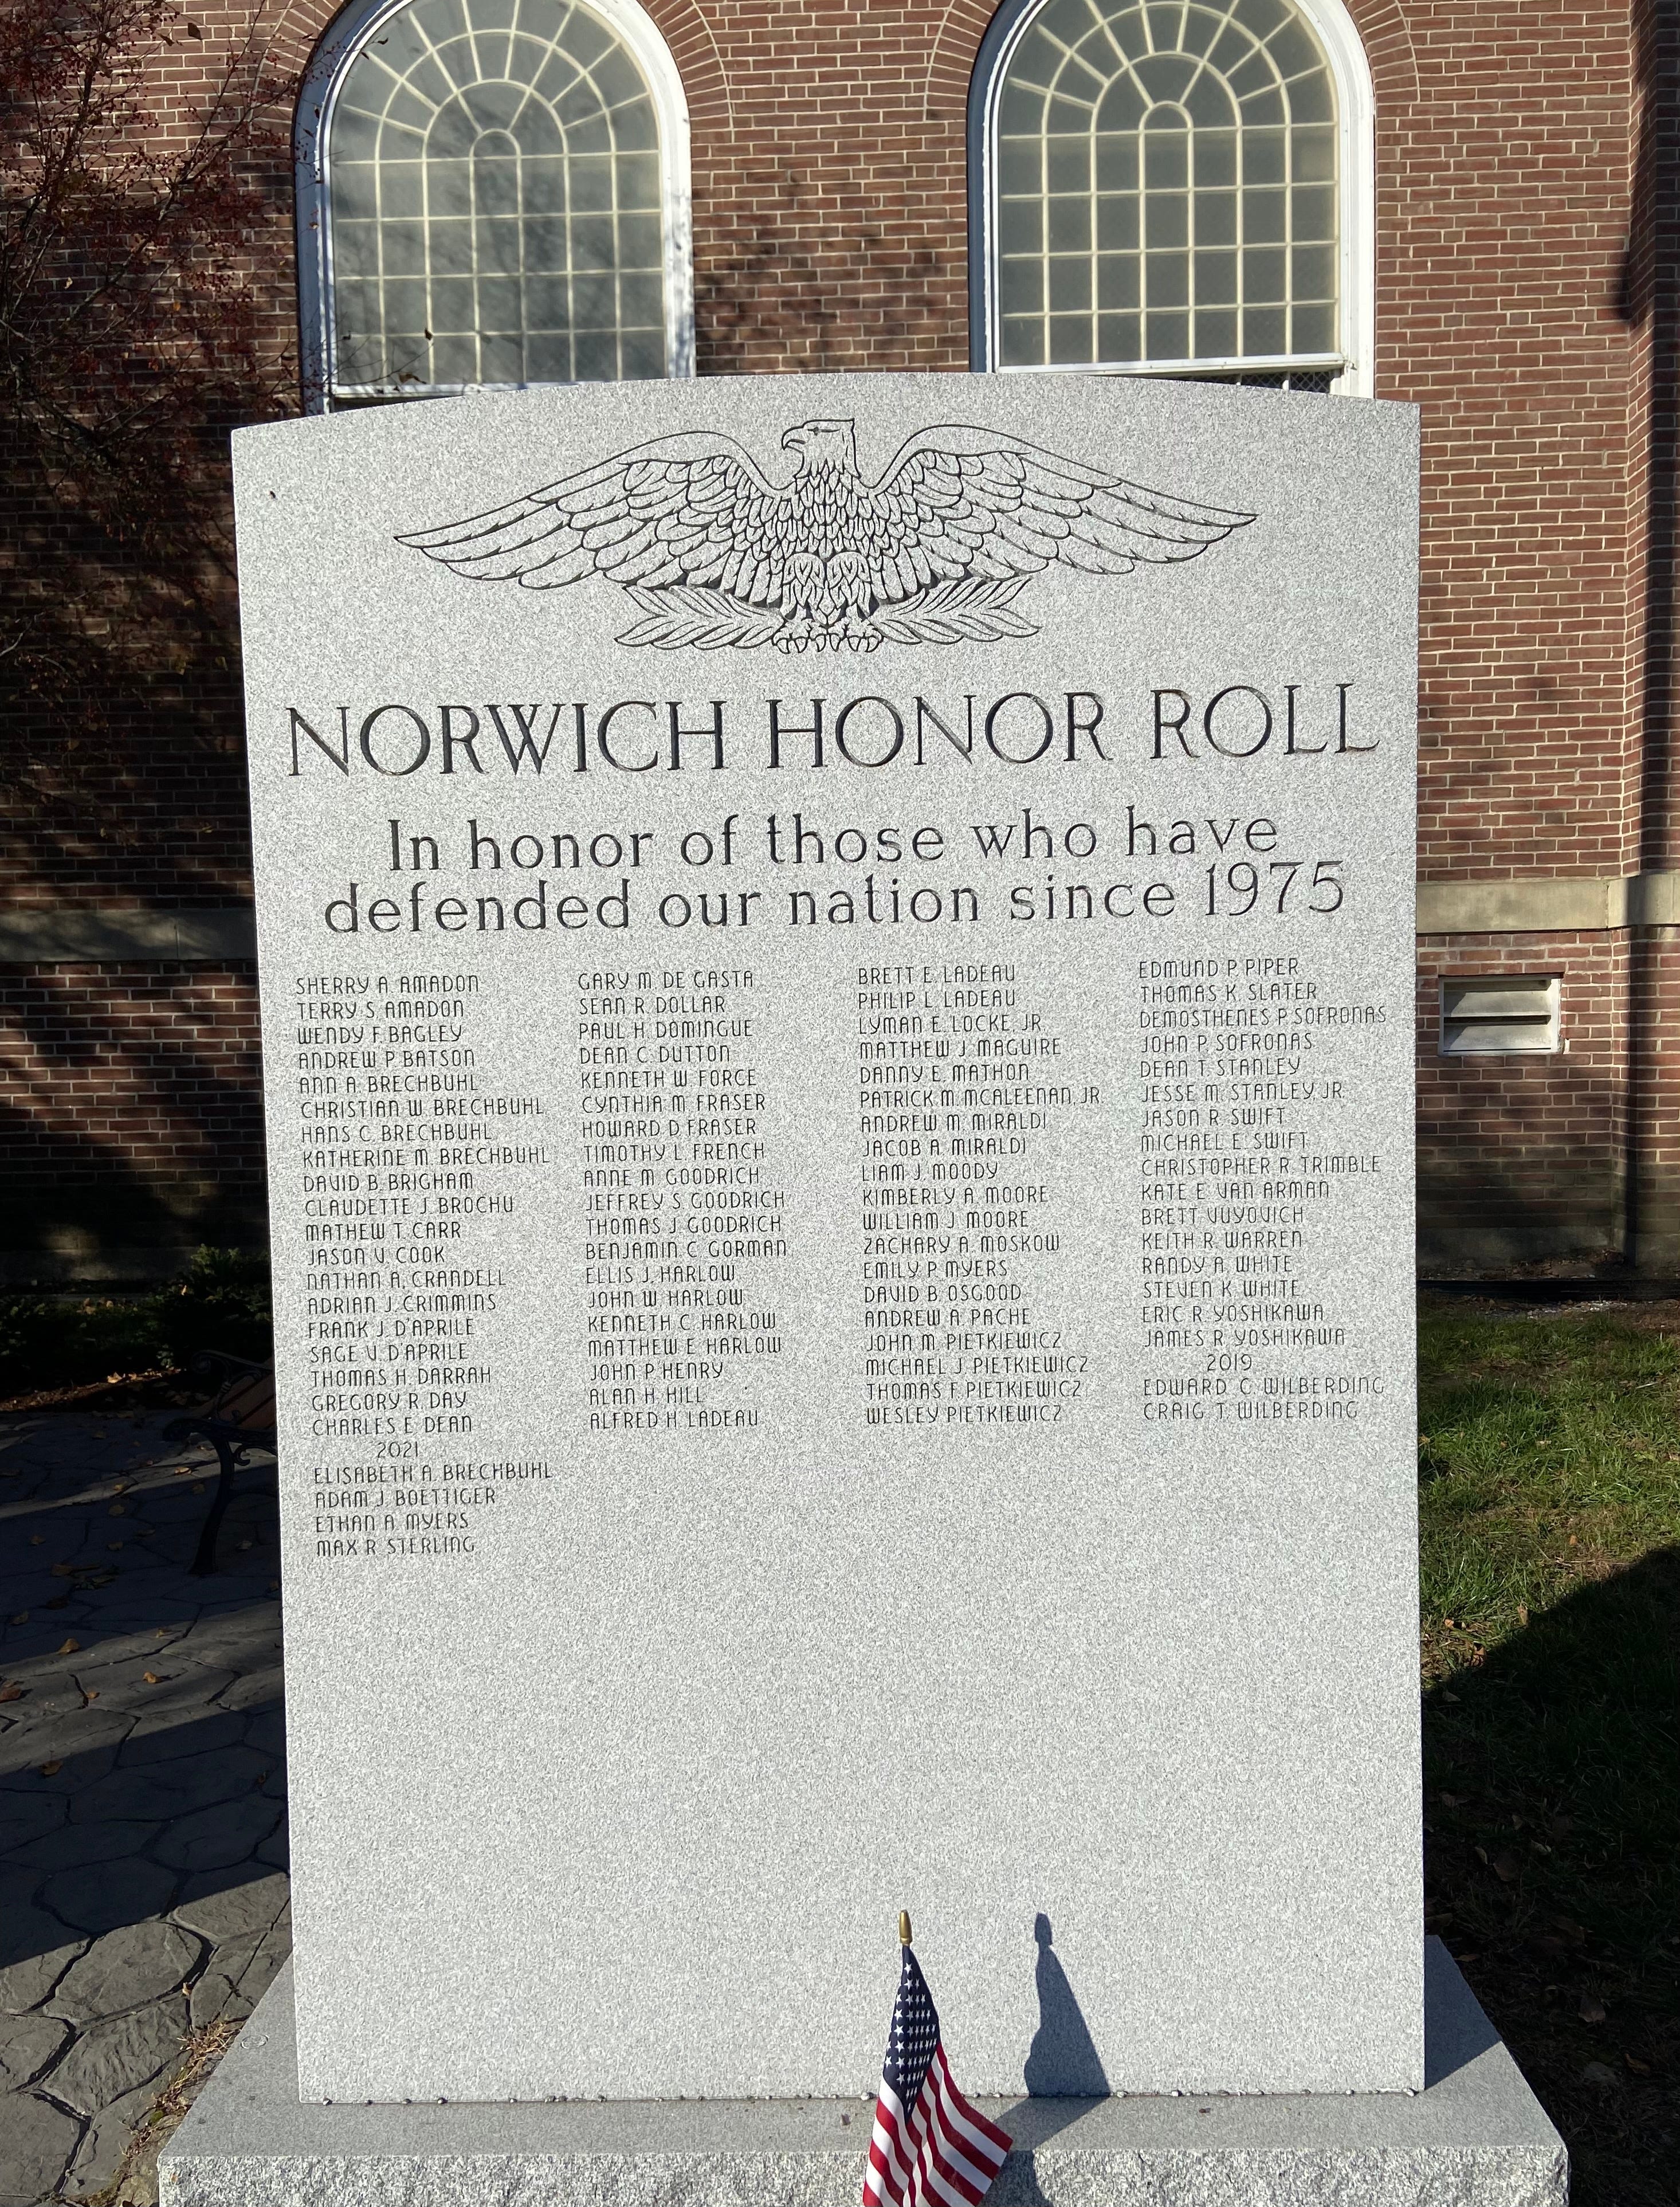 NORWICH HONOR ROLL
In honor of those who have
defended our nation since 1975
SHERRY A. AMADON
TERRY S. AMADON
WENDY F. BAGLEY
ANDREW P. BATSON
ANN A. BRECHBUHL
CHRISTIAN W. BRECHBUHL
HANS C. BRECHBUHL
KATHERINE M. BRECHBUHL
DAVID B. BRIGHAM
CLAUDETTE J. BROCHU
MATHEW T. CARR
JASON V. COOK
NATHAN A. CRANDELL
ADRIAN J. CRIMMINS
FRANK J. D'APRILE
SAGE V. D'APRILE
THOMAS H. DARRAH
GREGORY R. DAY
CHARLES E. DEAN
2021
ELISABETH A. BRECHBUHL
ADAM J. BOETTIGER
ETHAN A. MYERS
MAX R. STERLING
GARY M. DE GASTA
SEAN R. DOLLAR
PAUL H. DOMINGUE
DEAN C. DUTTON
KENNETH W. FORCE
CYNTHIA M. FRASER
HOWARD D. FRASER
TIMOTHY L. FRENCH
ANNE M. GOODRICH
JEFFREY S. GOODRICH
THOMAS J. GOODRICH
BENJAMIN C. GORMAN
ELLIS J. HARLOW
JOHN W. HARLOW
KENNETH C. HARLOW
MATTHEW E. HARLOW
JOHN P. HENRY
ALAN H. HILL
ALFRED H. LADEAU
BRETT E. LADEAU
PHILIP L. LADEAU
LYMAN E. LOCKE, JR.
MATTHEW J. MAGUIRE
DANNY E. MATHON
PATRICK M. MCALEENAN, JR.
ANDREW M. MIRALDI
JACOB A. MIRALDI
LIAM J. MOODY
KIMBERLY A. MOORE
WILLIAM J. MOORE
ZACHARY A. MOSKOW
EMILY P. MYERS
DAVID B. OSGOOD
ANDREW A. PACHE
JOHN M. PIETKIEWICZ
MICHAEL J. PIETKIEWICZ
THOMAS F. PIETKIEWICZ
WESLEY PIETKIEWICZ
EDMUND P. PIPER
THOMAS K. SLATER
DEMOSTHENES P. SOFRONAS
JOHN P. SOFRONAS
DEAN T. STANLEY
JESSE M. STANLEY, JR.
JASON R. SWIFT
MICHAEL E. SWIFT
CHRISTOPHER R. TRIMBLE
KATE E. VAN ARMAN
BRETT VUYOVICH
KEITH R. WARREN
RANDY A. WHITE
STEVEN K. WHITE
ERIC R. YOSHIKAWA
JAMES R. YOSHIKAWA
2019
EDWARD C. WILBERDING
CRAIG T. WILBERDING